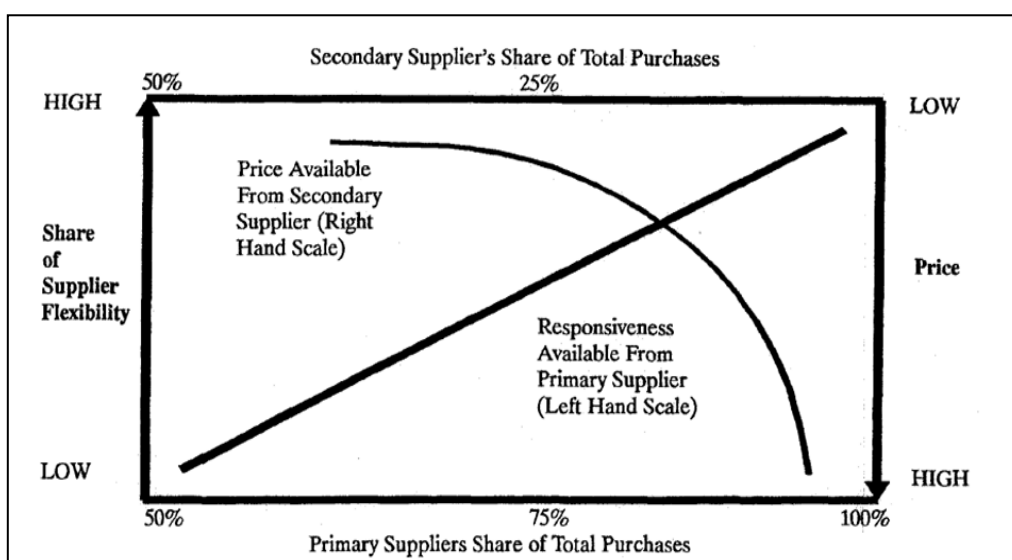 Secondary Supplier's Share of Total Purchases
50%
25%
HIGH
LOW
Price Available
From Secondary
Supplier (Right
Hand Scale)
Share
of
Supplier
Flexibility
Price
Responsiveness
Available From
Primary Supplier
(Left Hand Scale)
LOW
HIGH
50%
75%
100%
Primary Suppliers Share of Total Purchases